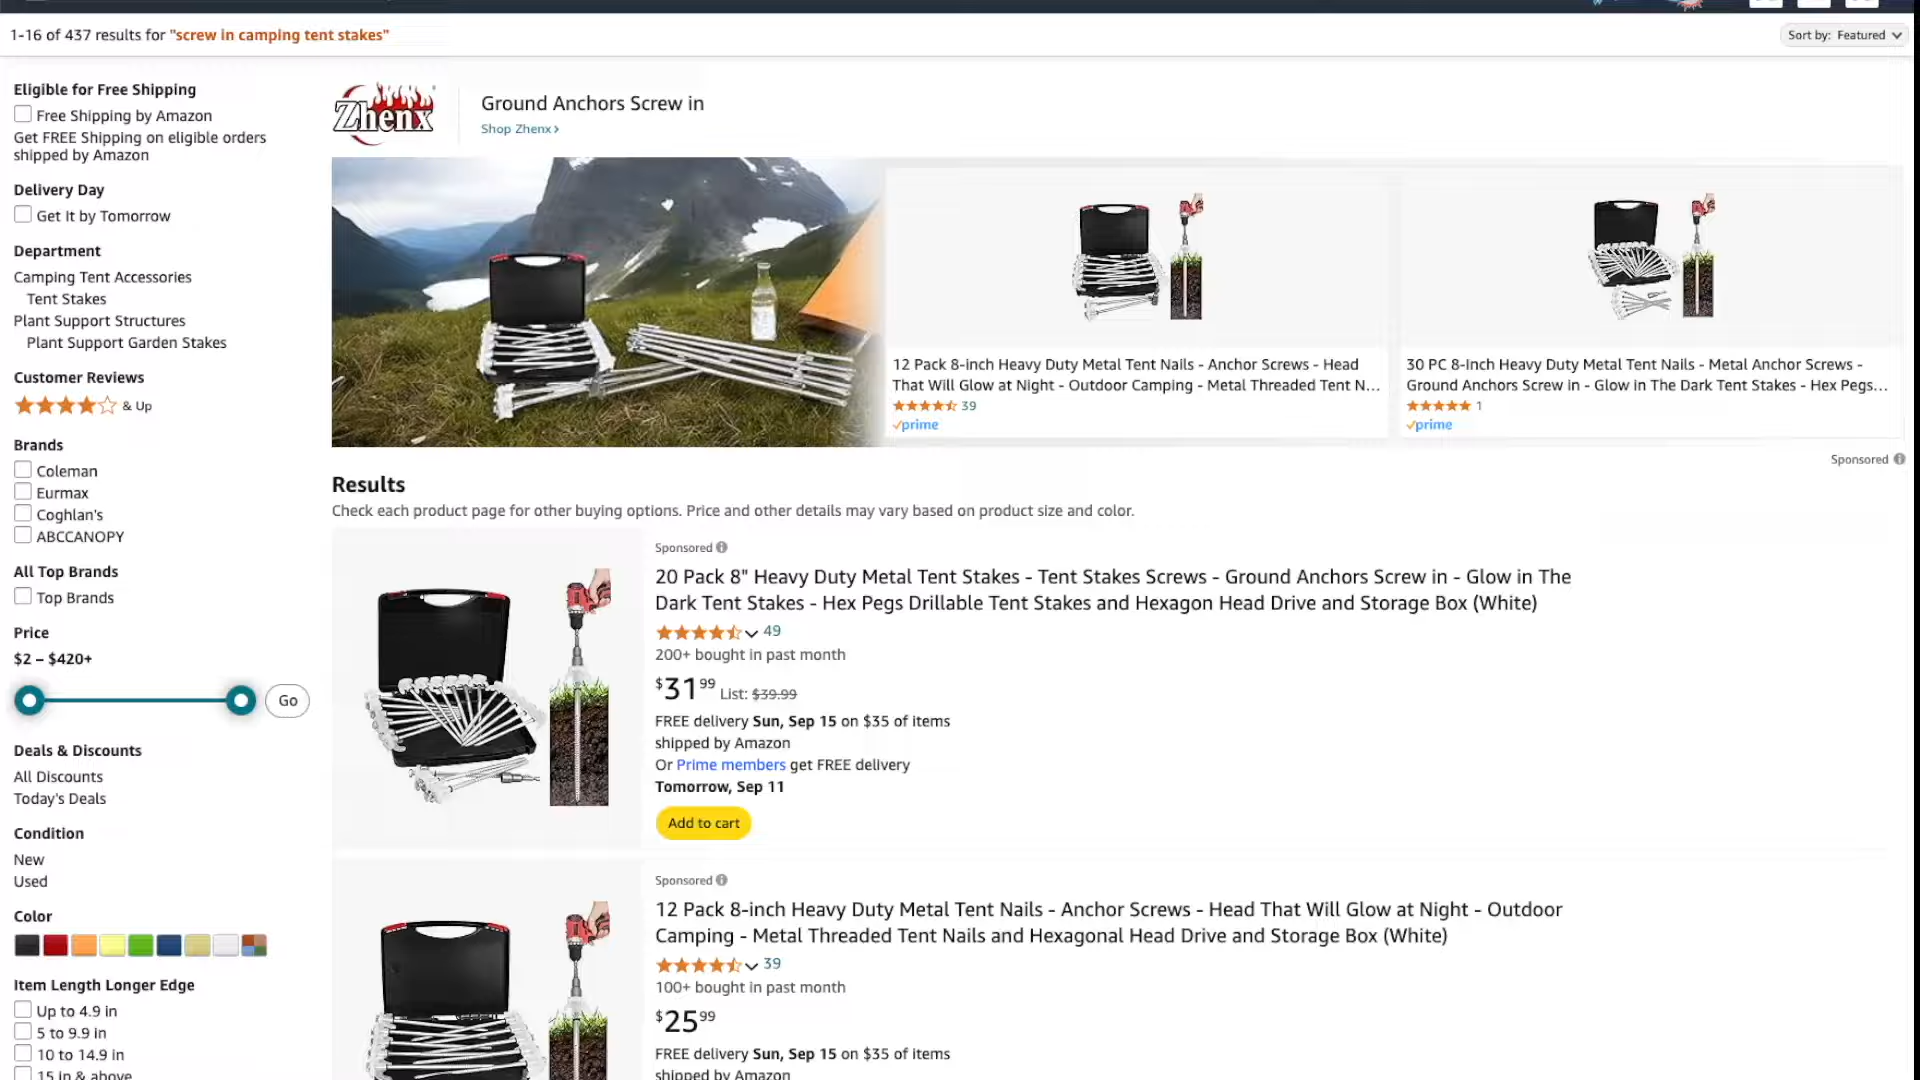 1-16 of 437 results for "screw in camping tent stakes"
Sort by: Featured
Eligible for Free Shipping
Free Shipping by Amazon
Get FREE Shipping on eligible orders
shipped by Amazon
Delivery Day
Get It by Tomorrow
Department
Camping Tent Accessories
Tent Stakes
Plant Support Structures
Plant Support Garden Stakes
Customer Reviews
& Up
Brands
Coleman
Eurmax
Coghlan's
ABCCANOPY
All Top Brands
Top Brands
Price
$2 – $420+
Go
Deals & Discounts
All Discounts
Today's Deals
Condition
New
Used
Color
Item Length Longer Edge
Up to 4.9 in
5 to 9.9 in
10 to 14.9 in
15 in & above
Zhenx
Ground Anchors Screw in
Shop Zhenx ›
12 Pack 8-inch Heavy Duty Metal Tent Nails - Anchor Screws - Head
That Will Glow at Night - Outdoor Camping - Metal Threaded Tent N...
39
prime
30 PC 8-Inch Heavy Duty Metal Tent Nails - Metal Anchor Screws -
Ground Anchors Screw in - Glow in The Dark Tent Stakes - Hex Pegs...
1
prime
Sponsored
Results
Check each product page for other buying options. Price and other details may vary based on product size and color.
Sponsored
20 Pack 8" Heavy Duty Metal Tent Stakes - Tent Stakes Screws - Ground Anchors Screw in - Glow in The
Dark Tent Stakes - Hex Pegs Drillable Tent Stakes and Hexagon Head Drive and Storage Box (White)
49
200+ bought in past month
$31 99 List: $39.99
FREE delivery Sun, Sep 15 on $35 of items
shipped by Amazon
Or Prime members get FREE delivery
Tomorrow, Sep 11
Add to cart
Sponsored
12 Pack 8-inch Heavy Duty Metal Tent Nails - Anchor Screws - Head That Will Glow at Night - Outdoor
Camping - Metal Threaded Tent Nails and Hexagonal Head Drive and Storage Box (White)
39
100+ bought in past month
$25 99
FREE delivery Sun, Sep 15 on $35 of items
shipped by Amazon